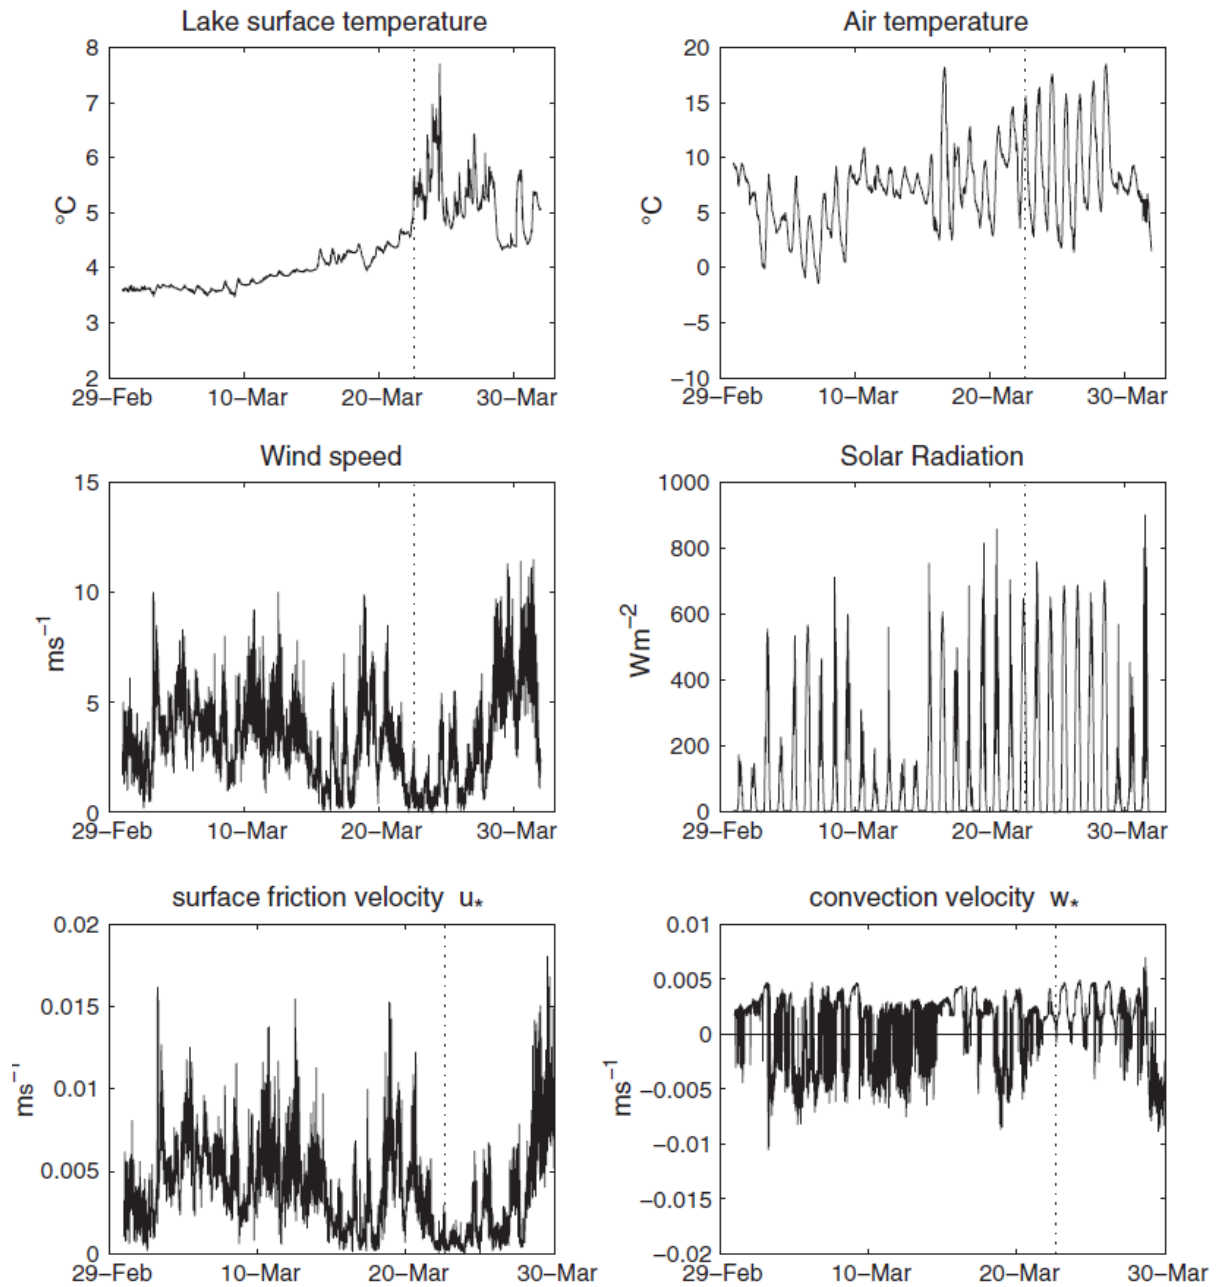 Lake surface temperature
8
7
6
5
4
3
2
°C
29–Feb 10–Mar 20–Mar 30–Mar
Air temperature
20
15
10
5
0
−5
−10
°C
29–Feb 10–Mar 20–Mar 30–Mar
Wind speed
15
10
5
0
ms−1
29–Feb 10–Mar 20–Mar 30–Mar
Solar Radiation
1000
800
600
400
200
0
Wm−2
29–Feb 10–Mar 20–Mar 30–Mar
surface friction velocity u*
0.02
0.015
0.01
0.005
0
ms−1
29–Feb 10–Mar 20–Mar 30–Mar
convection velocity w*
0.01
0.005
0
−0.005
−0.01
−0.015
−0.02
ms−1
29–Feb 10–Mar 20–Mar 30–Mar